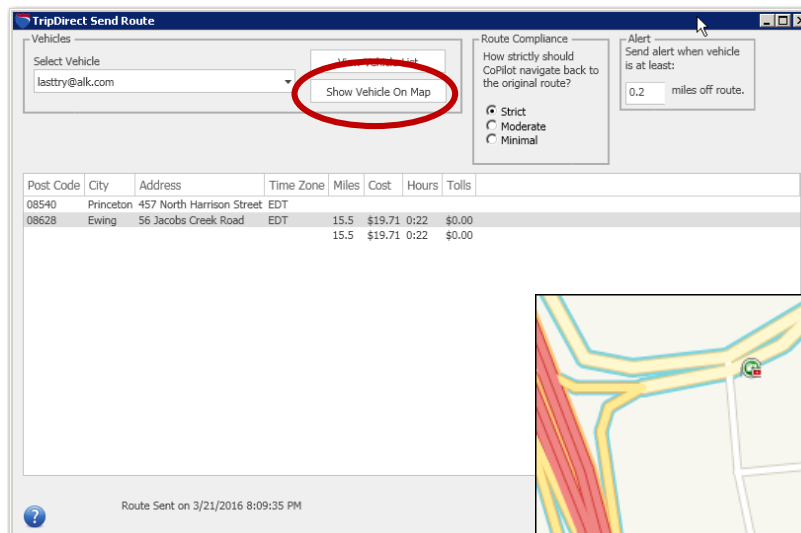 TripDirect Send Route
Vehicles
Select Vehicle
lasttry@alk.com
View Vehicle List
Show Vehicle On Map
Route Compliance
How strictly should
CoPilot navigate back to
the original route?
Strict
Moderate
Minimal
Alert
Send alert when vehicle
is at least:
0.2 miles off route.
Post Code City Address Time Zone Miles Cost Hours Tolls
08540 Princeton 457 North Harrison Street EDT
08628 Ewing 56 Jacobs Creek Road EDT 15.5 $19.71 0:22 $0.00
15.5 $19.71 0:22 $0.00
Route Sent on 3/21/2016 8:09:35 PM
?